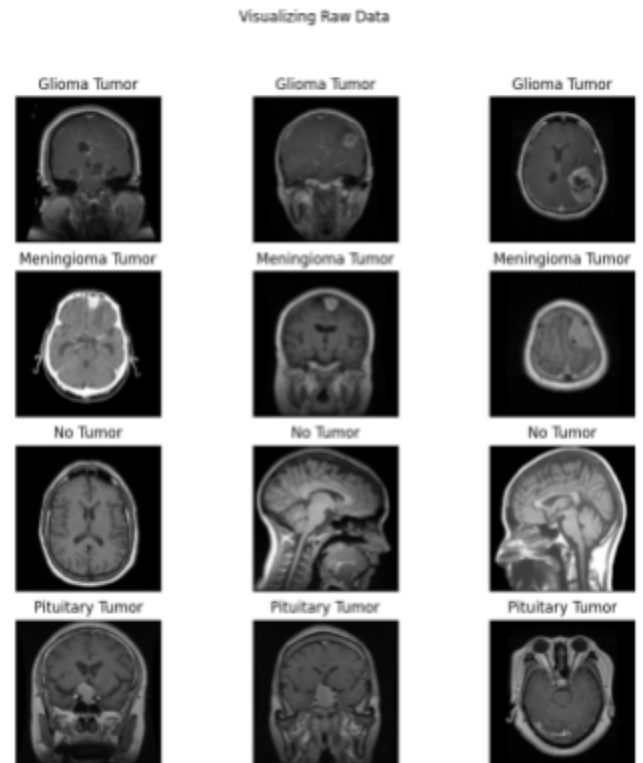 Visualizing Raw Data
Glioma Tumor Glioma Tumor Glioma Tumor
Meningioma Tumor Meningioma Tumor Meningioma Tumor
No Tumor No Tumor No Tumor
Pituitary Tumor Pituitary Tumor Pituitary Tumor